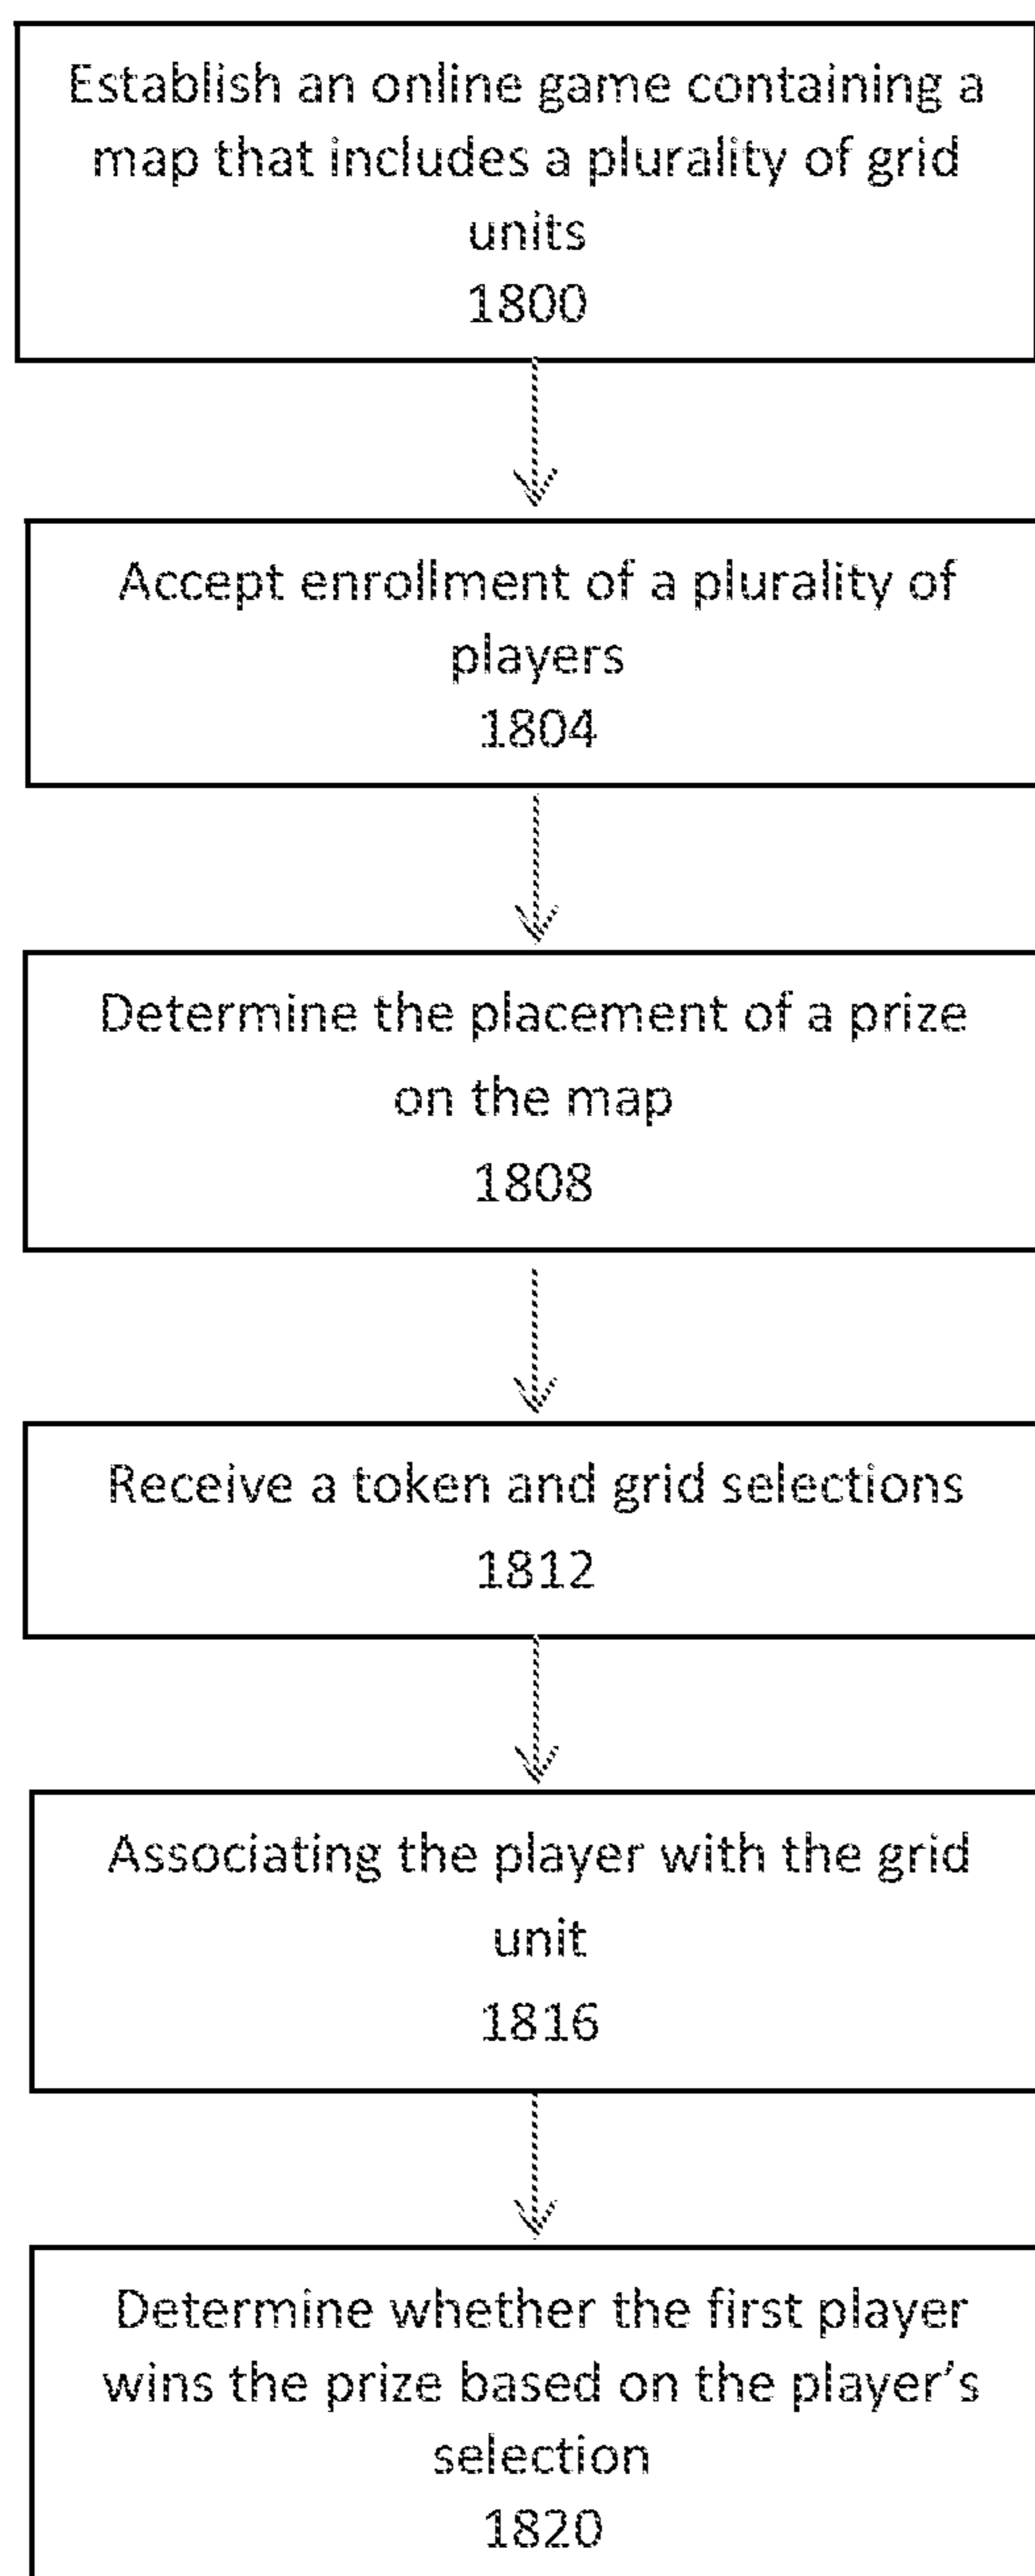 Establish an online game containing a
map that includes a plurality of grid
units
1800
Accept enrollment of a plurality of
players
1804
Determine the placement of a prize
on the map
1808
Receive a token and grid selections
1812
Associating the player with the grid
unit
1816
Determine whether the first player
wins the prize based on the player's
selection
1820